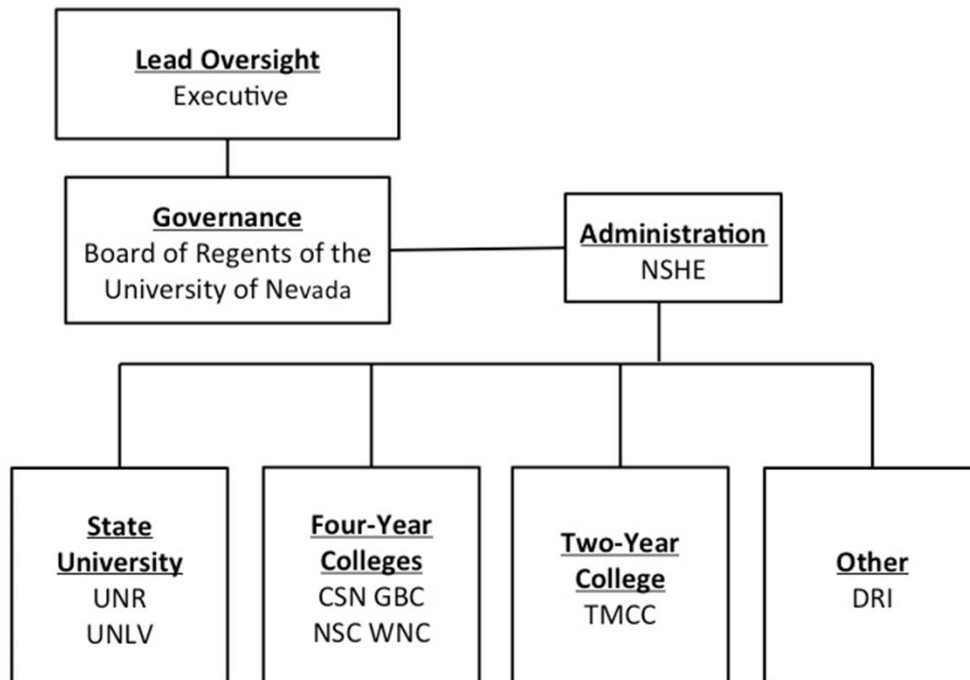 Lead Oversight
Executive
Governance
Board of Regents of the
University of Nevada
Administration
NSHE
State
University
UNR
UNLV
Four-Year
Colleges
CSN GBC
NSC WNC
Two-Year
College
TMCC
Other
DRI